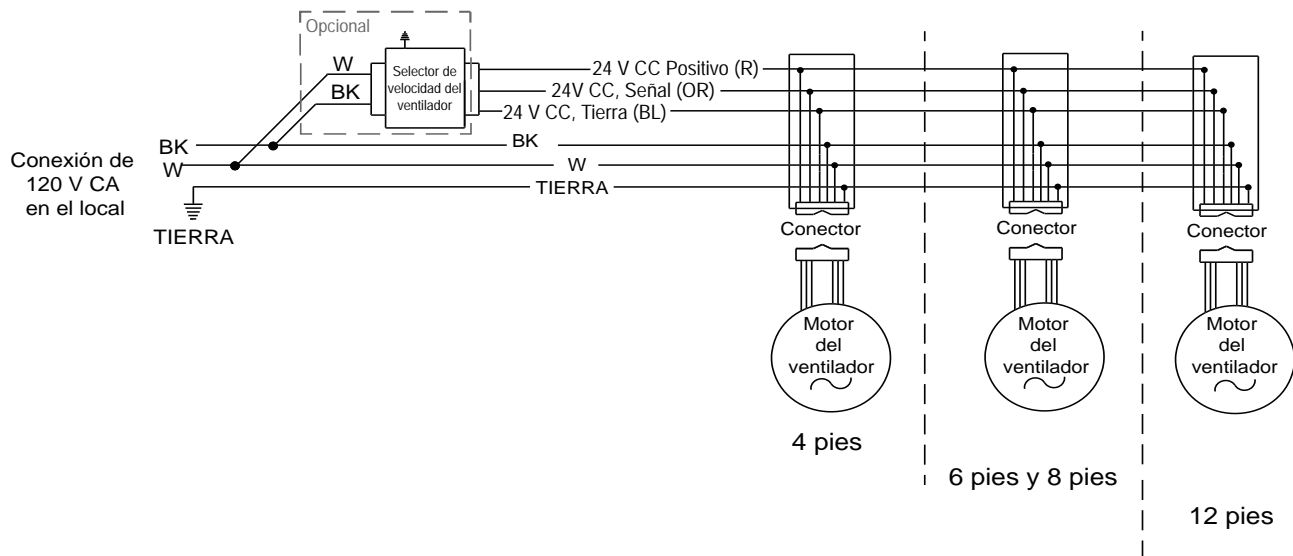 Opcional
W
BK
Selector de
velocidad del
ventilador
24 V CC Positivo (R)
24V CC, Señal (OR)
24 V CC, Tierra (BL)
BK
W
BK
W
TIERRA
Conexión de
120 V CA
en el local
TIERRA
Conector
Conector
Conector
Motor
del
ventilador
Motor
del
ventilador
Motor
del
ventilador
4 pies
6 pies y 8 pies
12 pies